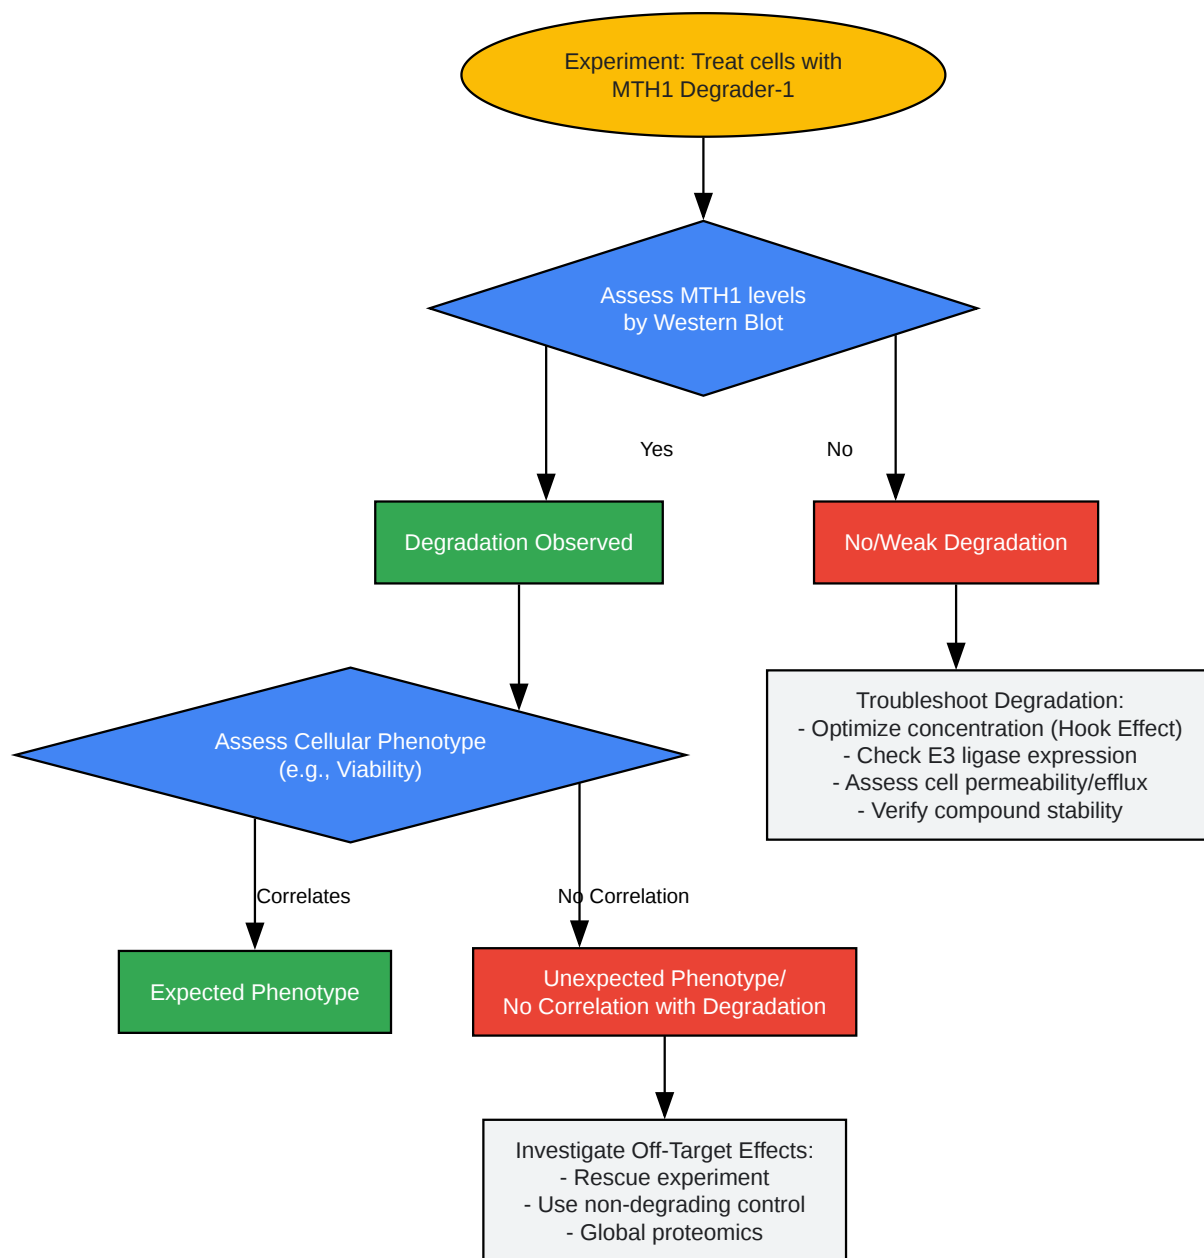 Experiment: Treat cells with
MTH1 Degrader-1
Assess MTH1 levels
by Western Blot
Yes
No
Degradation Observed
No/Weak Degradation
Troubleshoot Degradation:
- Optimize concentration (Hook Effect)
- Check E3 ligase expression
- Assess cell permeability/efflux
- Verify compound stability
Assess Cellular Phenotype
(e.g., Viability)
Correlates
No Correlation
Expected Phenotype
Unexpected Phenotype/
No Correlation with Degradation
Investigate Off-Target Effects:
- Rescue experiment
- Use non-degrading control
- Global proteomics